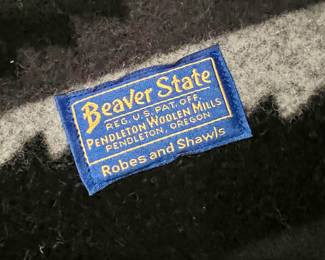 Beaver State
REG. U.S. PAT. OFF.
PENDLETON WOOLEN MILLS
PENDLETON, OREGON
Robes and Shawls